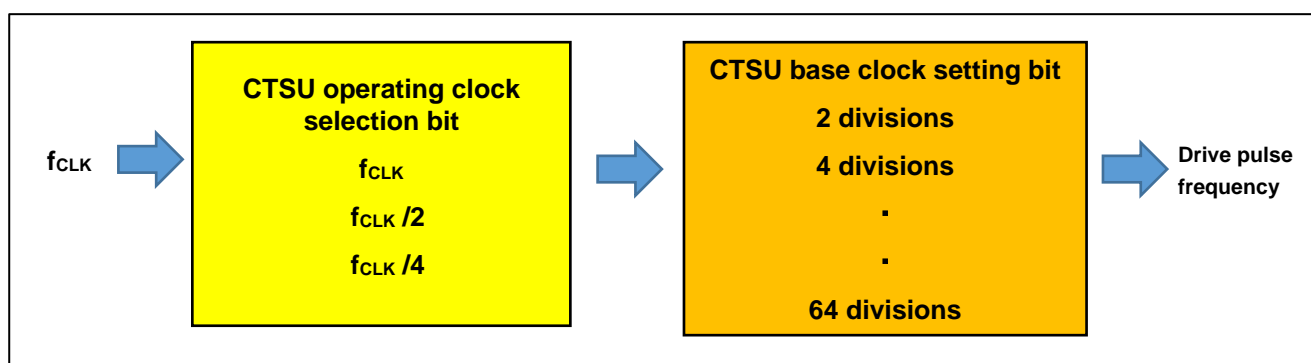 fCLK
CTSU operating clock
selection bit
fCLK
fCLK /2
fCLK /4
CTSU base clock setting bit
2 divisions
4 divisions
.
.
64 divisions
Drive pulse
frequency